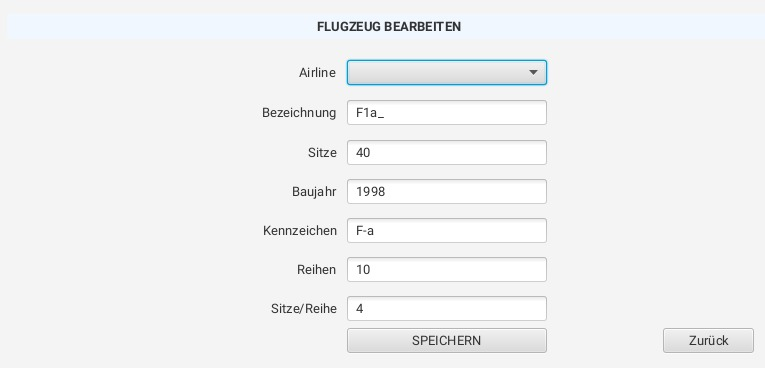 FLUGZEUG BEARBEITEN
Airline
Bezeichnung F1a_
Sitze 40
Baujahr 1998
Kennzeichen F-a
Reihen 10
Sitze/Reihe 4
SPEICHERN Zurück